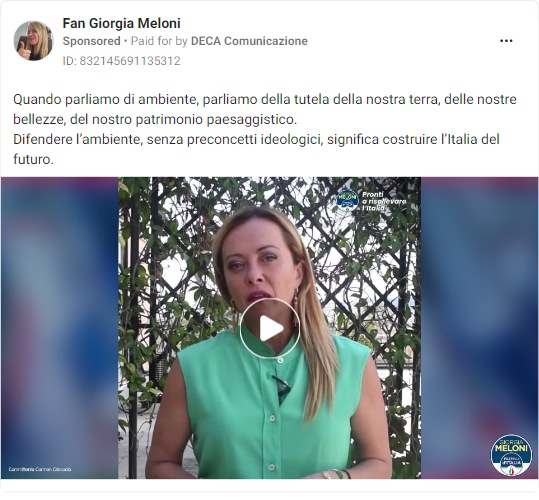 Fan Giorgia Meloni
Sponsored • Paid for by DECA Comunicazione
ID: 832145691135312
Quando parliamo di ambiente, parliamo della tutela della nostra terra, delle nostre
bellezze, del nostro patrimonio paesaggistico.
Difendere l’ambiente, senza preconcetti ideologici, significa costruire l’Italia del
futuro.
GIORGIA
MELONI
Pronti
a risollevare
l'Italia
Committente Carmen
GIORGIA
MELONI
FRATELLI
d'ITALIA